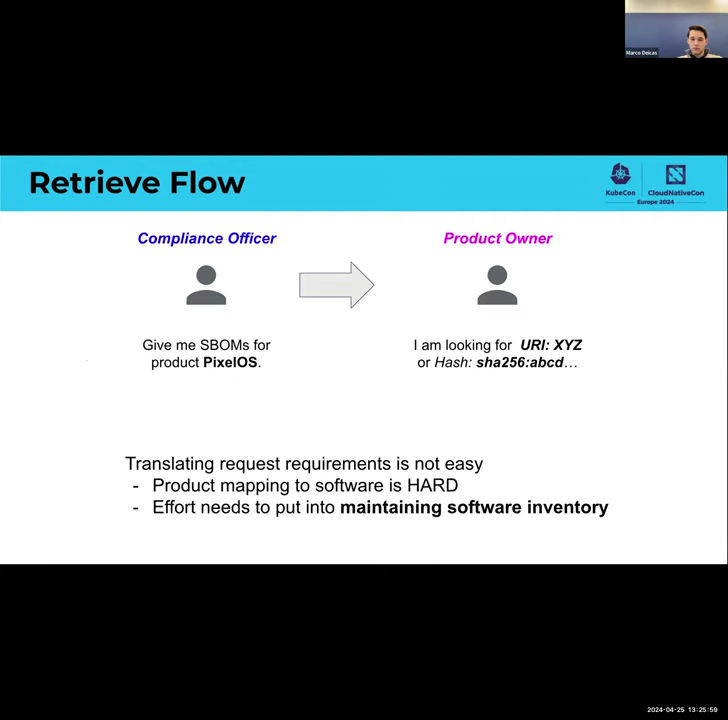 Marco Deicas
Retrieve Flow
KubeCon
CloudNativeCon
Europe 2024
Compliance Officer
Product Owner
Give me SBOMs for
product PixelOS.
I am looking for URI: XYZ
or Hash: sha256:abcd…
Translating request requirements is not easy
- Product mapping to software is HARD
- Effort needs to put into maintaining software inventory
2024-04-25 13:25:59